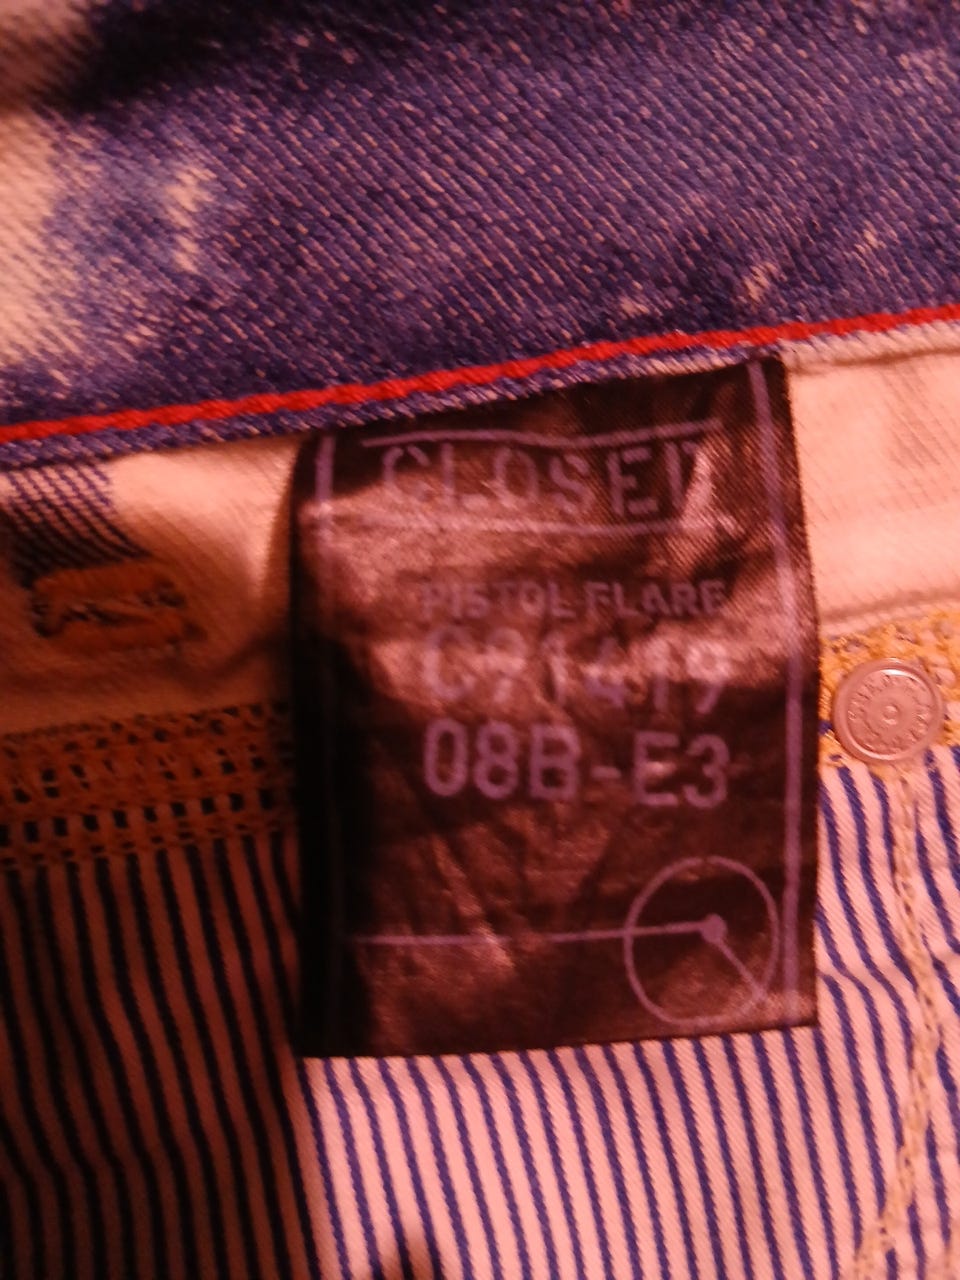 CLOSED
PISTOL FLARE
C91419
08B-E3